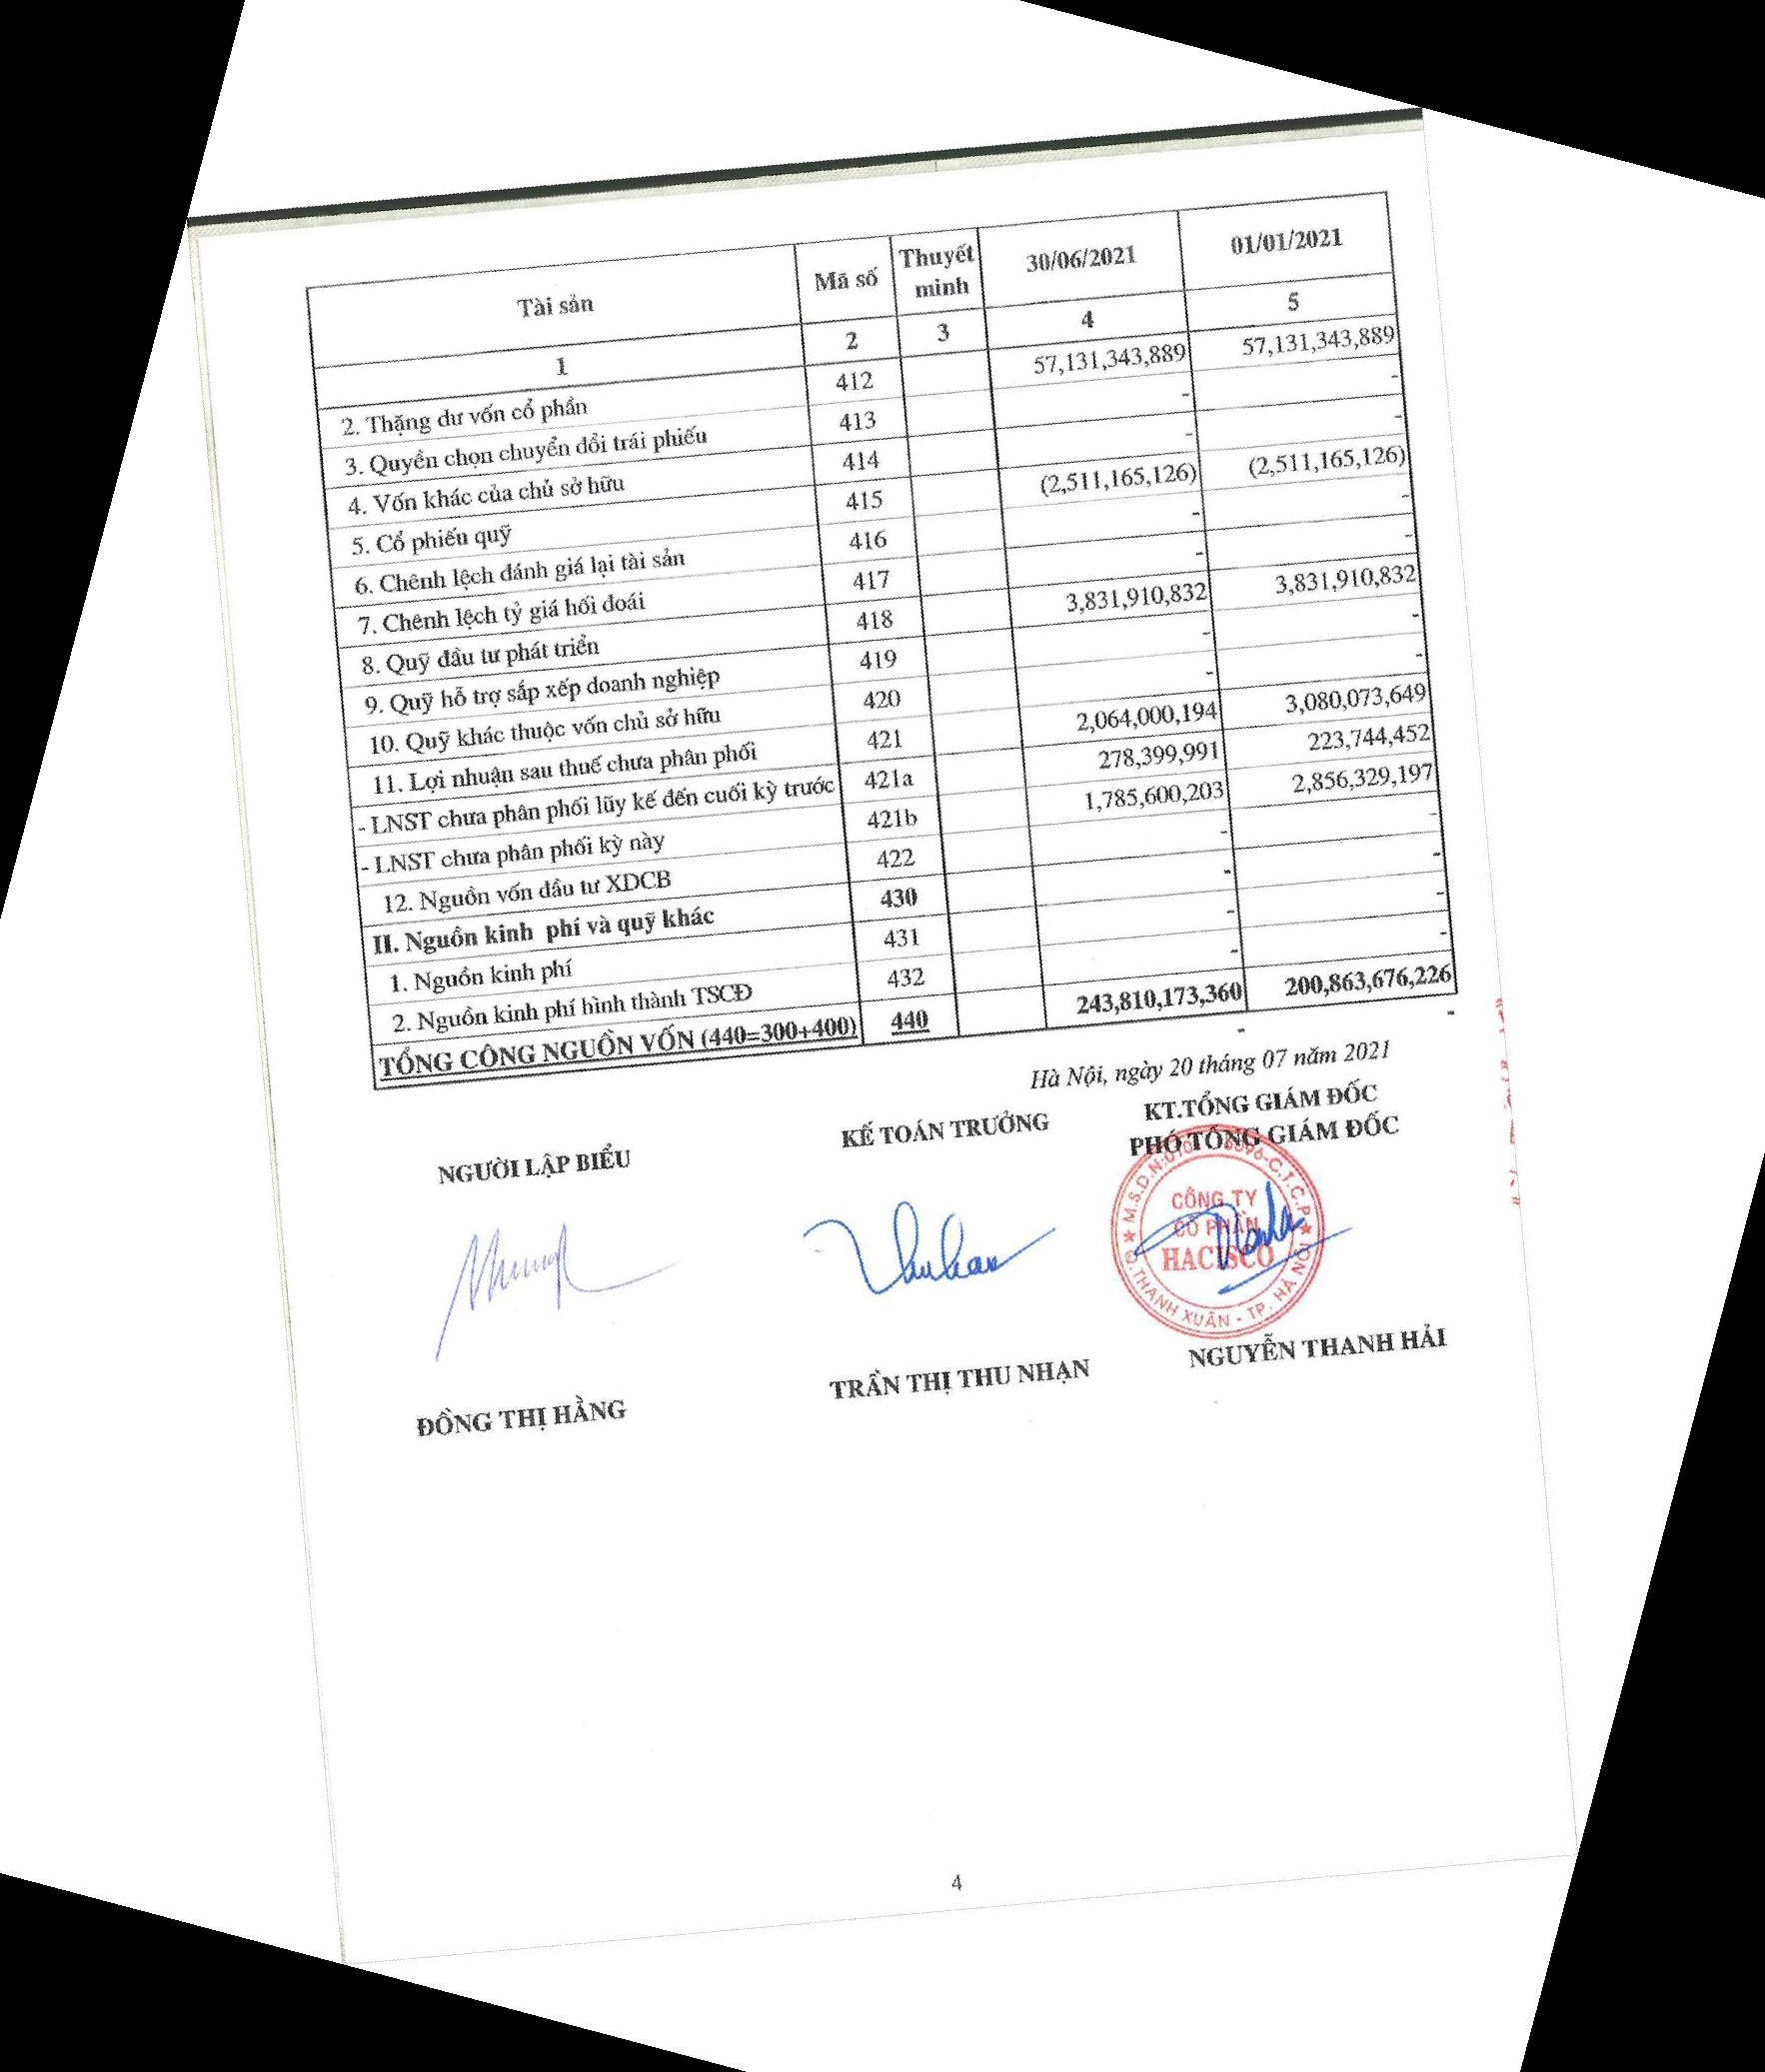 Tài sản Mã số Thuyết minh 30/06/2021 01/01/2021
1 2 3 4 5
2. Thặng dư vốn cổ phần 412 57,131,343,889 57,131,343,889
3. Quyền chọn chuyển đổi trái phiếu 413 - -
4. Vốn khác của chủ sở hữu 414 - -
5. Cổ phiếu quỹ 415 (2,511,165,126) (2,511,165,126)
6. Chênh lệch đánh giá lại tài sản 416 - -
7. Chênh lệch tỷ giá hối đoái 417 - -
8. Quỹ đầu tư phát triển 418 3,831,910,832 3,831,910,832
9. Quỹ hỗ trợ sắp xếp doanh nghiệp 419 - -
10. Quỹ khác thuộc vốn chủ sở hữu 420 - -
11. Lợi nhuận sau thuế chưa phân phối 421 2,064,000,194 3,080,073,649
- LNST chưa phân phối lũy kế đến cuối kỳ trước 421a 278,399,991 223,744,452
- LNST chưa phân phối kỳ này 421b 1,785,600,203 2,856,329,197
12. Nguồn vốn đầu tư XDCB 422 - -
II. Nguồn kinh phí và quỹ khác 430 - -
1. Nguồn kinh phí 431 - -
2. Nguồn kinh phí hình thành TSCĐ 432 - -
TỔNG CỘNG NGUỒN VỐN (440=300+400) 440 243,810,173,360 200,863,676,226
- -
Hà Nội, ngày 20 tháng 07 năm 2021
NGƯỜI LẬP BIỂU KẾ TOÁN TRƯỞNG KT.TỔNG GIÁM ĐỐC
PHÓ TỔNG GIÁM ĐỐC
CÔNG TY
CỔ PHẦN
HACISCO
Q.THANH XUÂN - TP. HÀ NỘI
ĐỒNG THỊ HẰNG TRẦN THỊ THU NHẠN NGUYỄN THANH HẢI
4